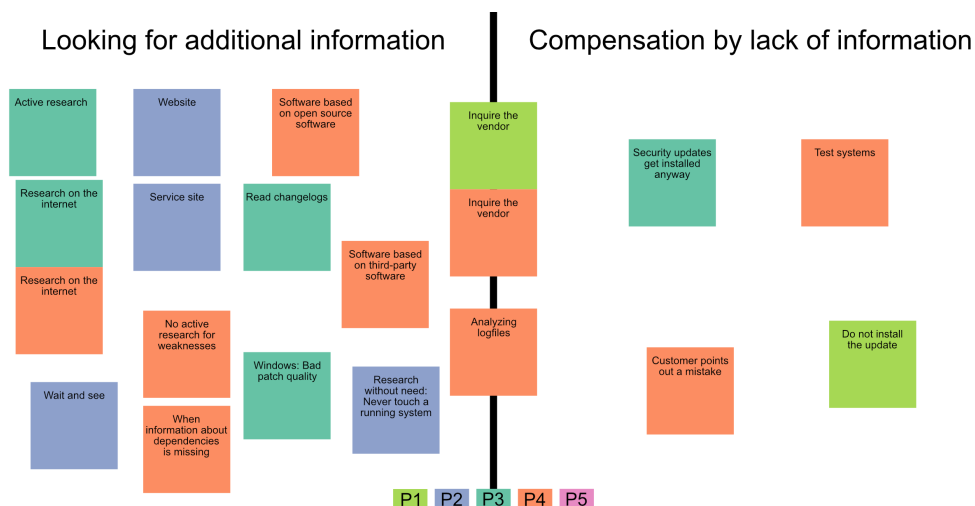 Looking for additional information
Compensation by lack of information
Active research
Website
Software based
on open source
software
Inquire the
vendor
Security updates
get installed
anyway
Test systems
Research on the
internet
Service site
Read changelogs
Inquire the
vendor
Software based
on third-party
software
Research on the
internet
No active
research for
weaknesses
Analyzing
logfiles
Do not install
the update
Windows: Bad
patch quality
Customer points
out a mistake
Wait and see
Research
without need:
Never touch a
running system
When
information about
dependencies
is missing
P1
P2
P3
P4
P5